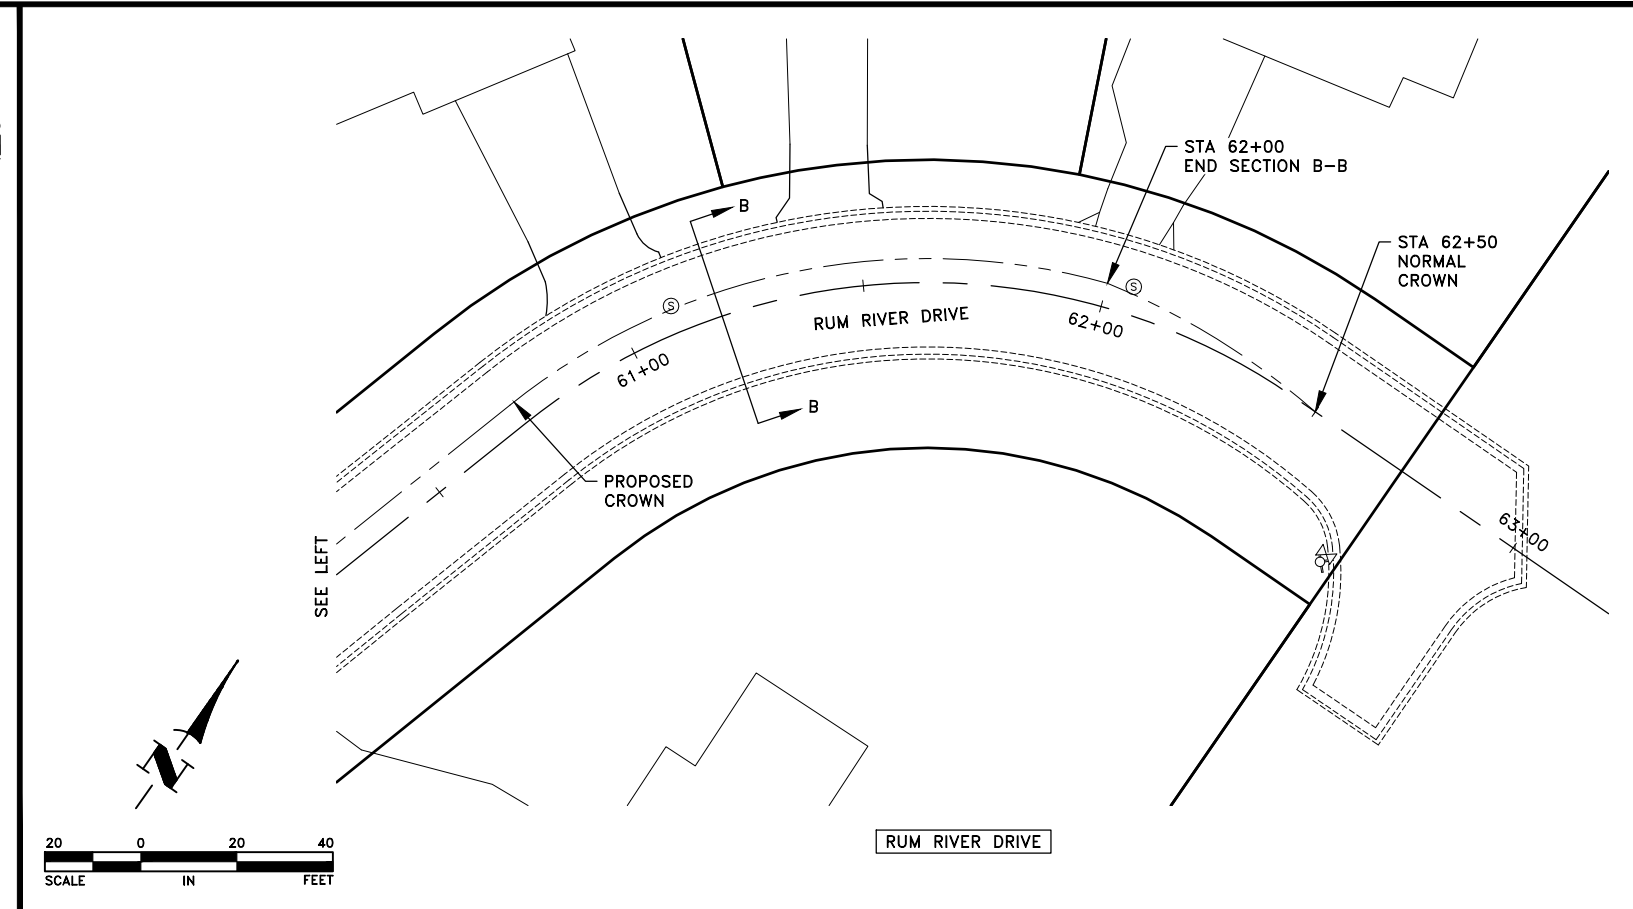 STA 62+00
END SECTION B-B
B
STA 62+50
NORMAL
CROWN
S
S
RUM RIVER DRIVE
62+00
61+00
B
PROPOSED
CROWN
63+00
SEE LEFT
N
20 0 20 40
SCALE IN FEET
RUM RIVER DRIVE